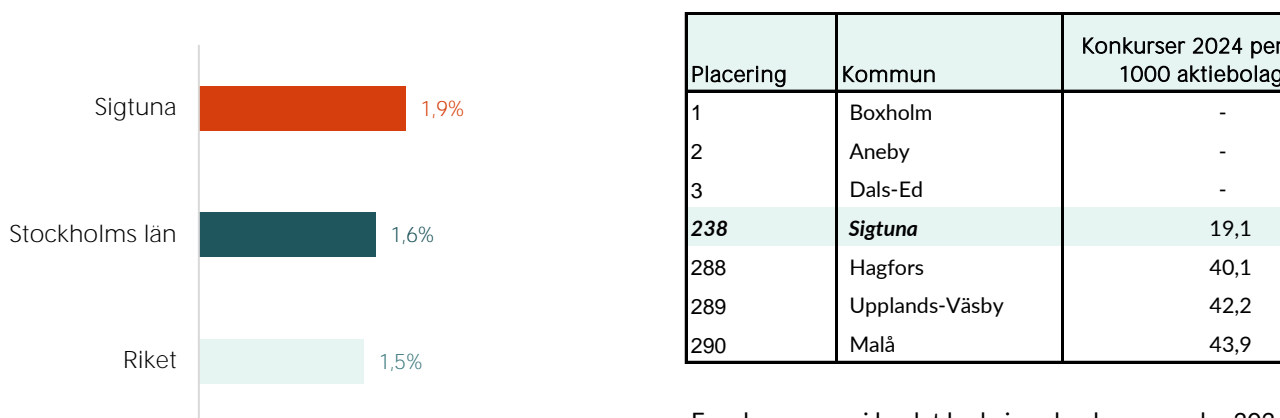 Sigtuna
1,9%
Stockholms län
1,6%
Riket
1,5%
Placering Kommun Konkurser 2024 per 1000 aktiebolag
1 Boxholm -
2 Aneby -
3 Dals-Ed -
238 Sigtuna 19,1
288 Hagfors 40,1
289 Upplands-Väsby 42,2
290 Malå 43,9